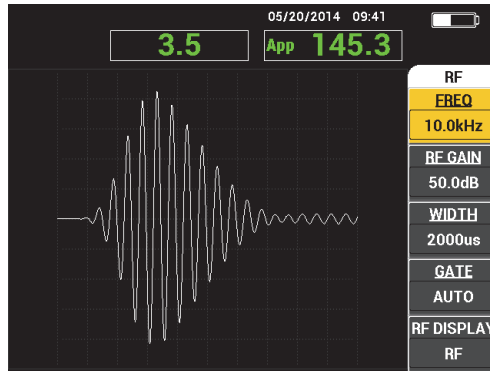 05/20/2014 09:41
3.5
App 145.3
RF
FREQ
10.0kHz
RF GAIN
50.0dB
WIDTH
2000us
GATE
AUTO
RF DISPLAY
RF